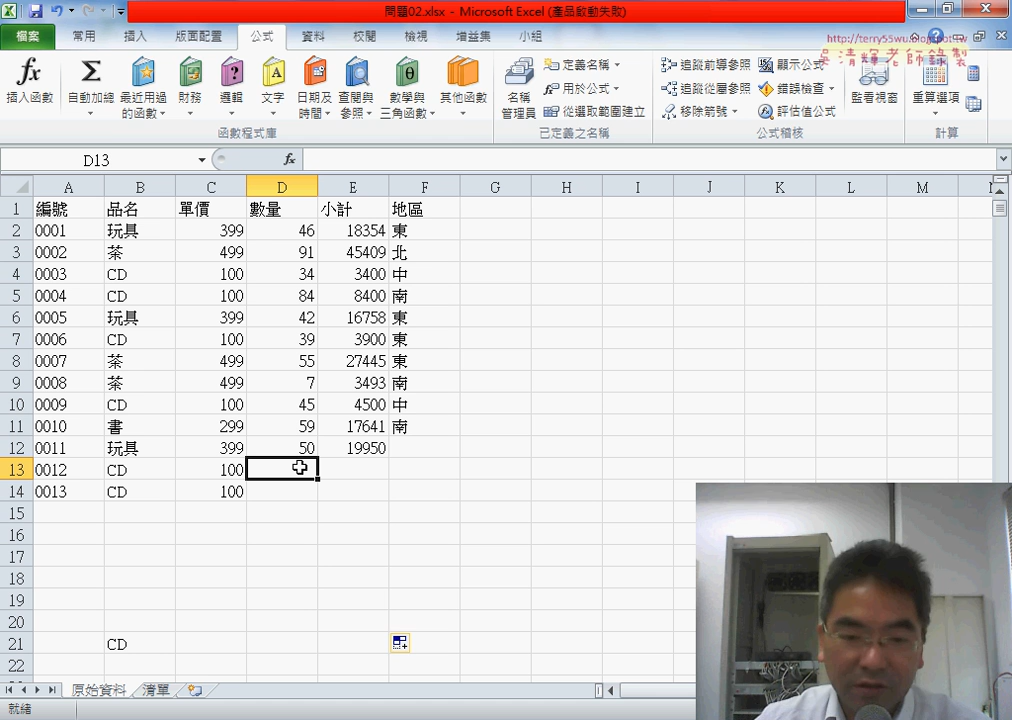 問題02.xlsx - Microsoft Excel (產品啟動失敗)
http://terry55wu.blogspot.tw
吳清輝老師錄製
檔案 常用 插入 版面配置 公式 資料 校閱 檢視 增益集 小組
插入函數 自動加總 最近用過的函數 財務 邏輯 文字 日期及時間 查閱與參照 數學與三角函數 其他函數
名稱管理員 定義名稱 用於公式 從選取範圍建立
追蹤前導參照 追蹤從屬參照 移除箭號 顯示公式 錯誤檢查 評估值公式 監看視窗 重算選項
函數程式庫 已定義之名稱 公式稽核 計算
D13 fx
A B C D E F G H I J K L M
1 編號 品名 單價 數量 小計 地區
2 0001 玩具 399 46 18354 東
3 0002 茶 499 91 45409 北
4 0003 CD 100 34 3400 中
5 0004 CD 100 84 8400 南
6 0005 玩具 399 42 16758 東
7 0006 CD 100 39 3900 東
8 0007 茶 499 55 27445 東
9 0008 茶 499 7 3493 南
10 0009 CD 100 45 4500 中
11 0010 書 299 59 17641 南
12 0011 玩具 399 50 19950
13 0012 CD 100
14 0013 CD 100
15
16
17
18
19
20
21 CD
22
原始資料 清單
就緒